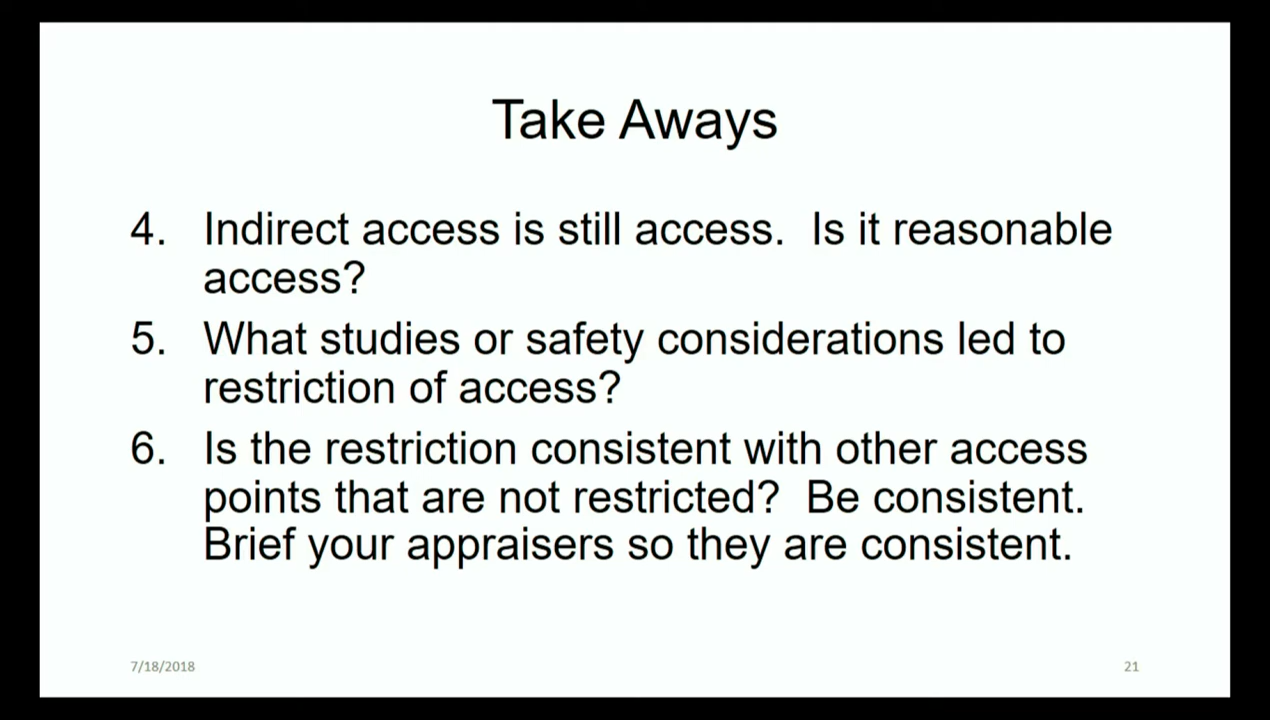 Take Aways
4. Indirect access is still access. Is it reasonable
access?
5. What studies or safety considerations led to
restriction of access?
6. Is the restriction consistent with other access
points that are not restricted? Be consistent.
Brief your appraisers so they are consistent.
7/18/2018
21